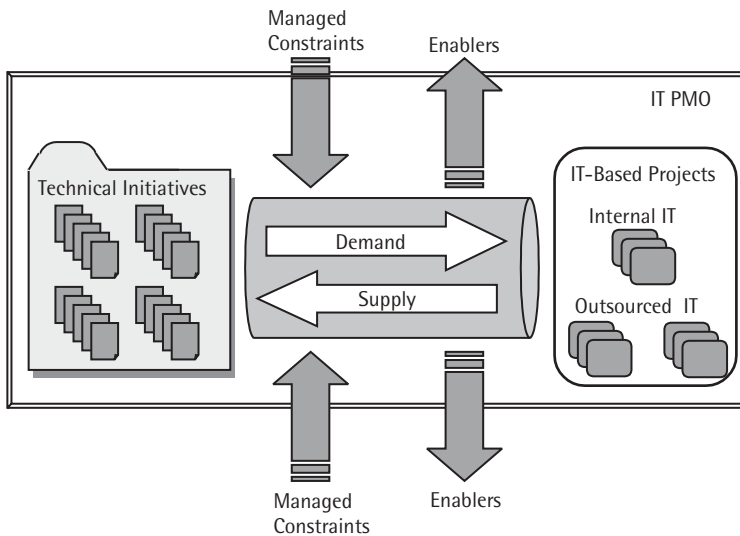 Managed
Constraints
Enablers
IT PMO
Technical Initiatives
IT-Based Projects
Internal IT
Demand
Supply
Outsourced IT
Managed
Constraints
Enablers